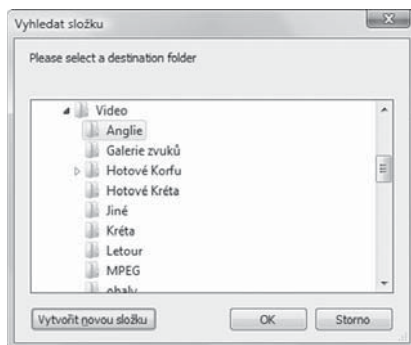 Vyhledat složku
Please select a destination folder
Video
Anglie
Galerie zvuků
Hotové Korfu
Hotové Kréta
Jiné
Kréta
Letour
MPEG
obaly
Vytvořit novou složku
OK
Storno